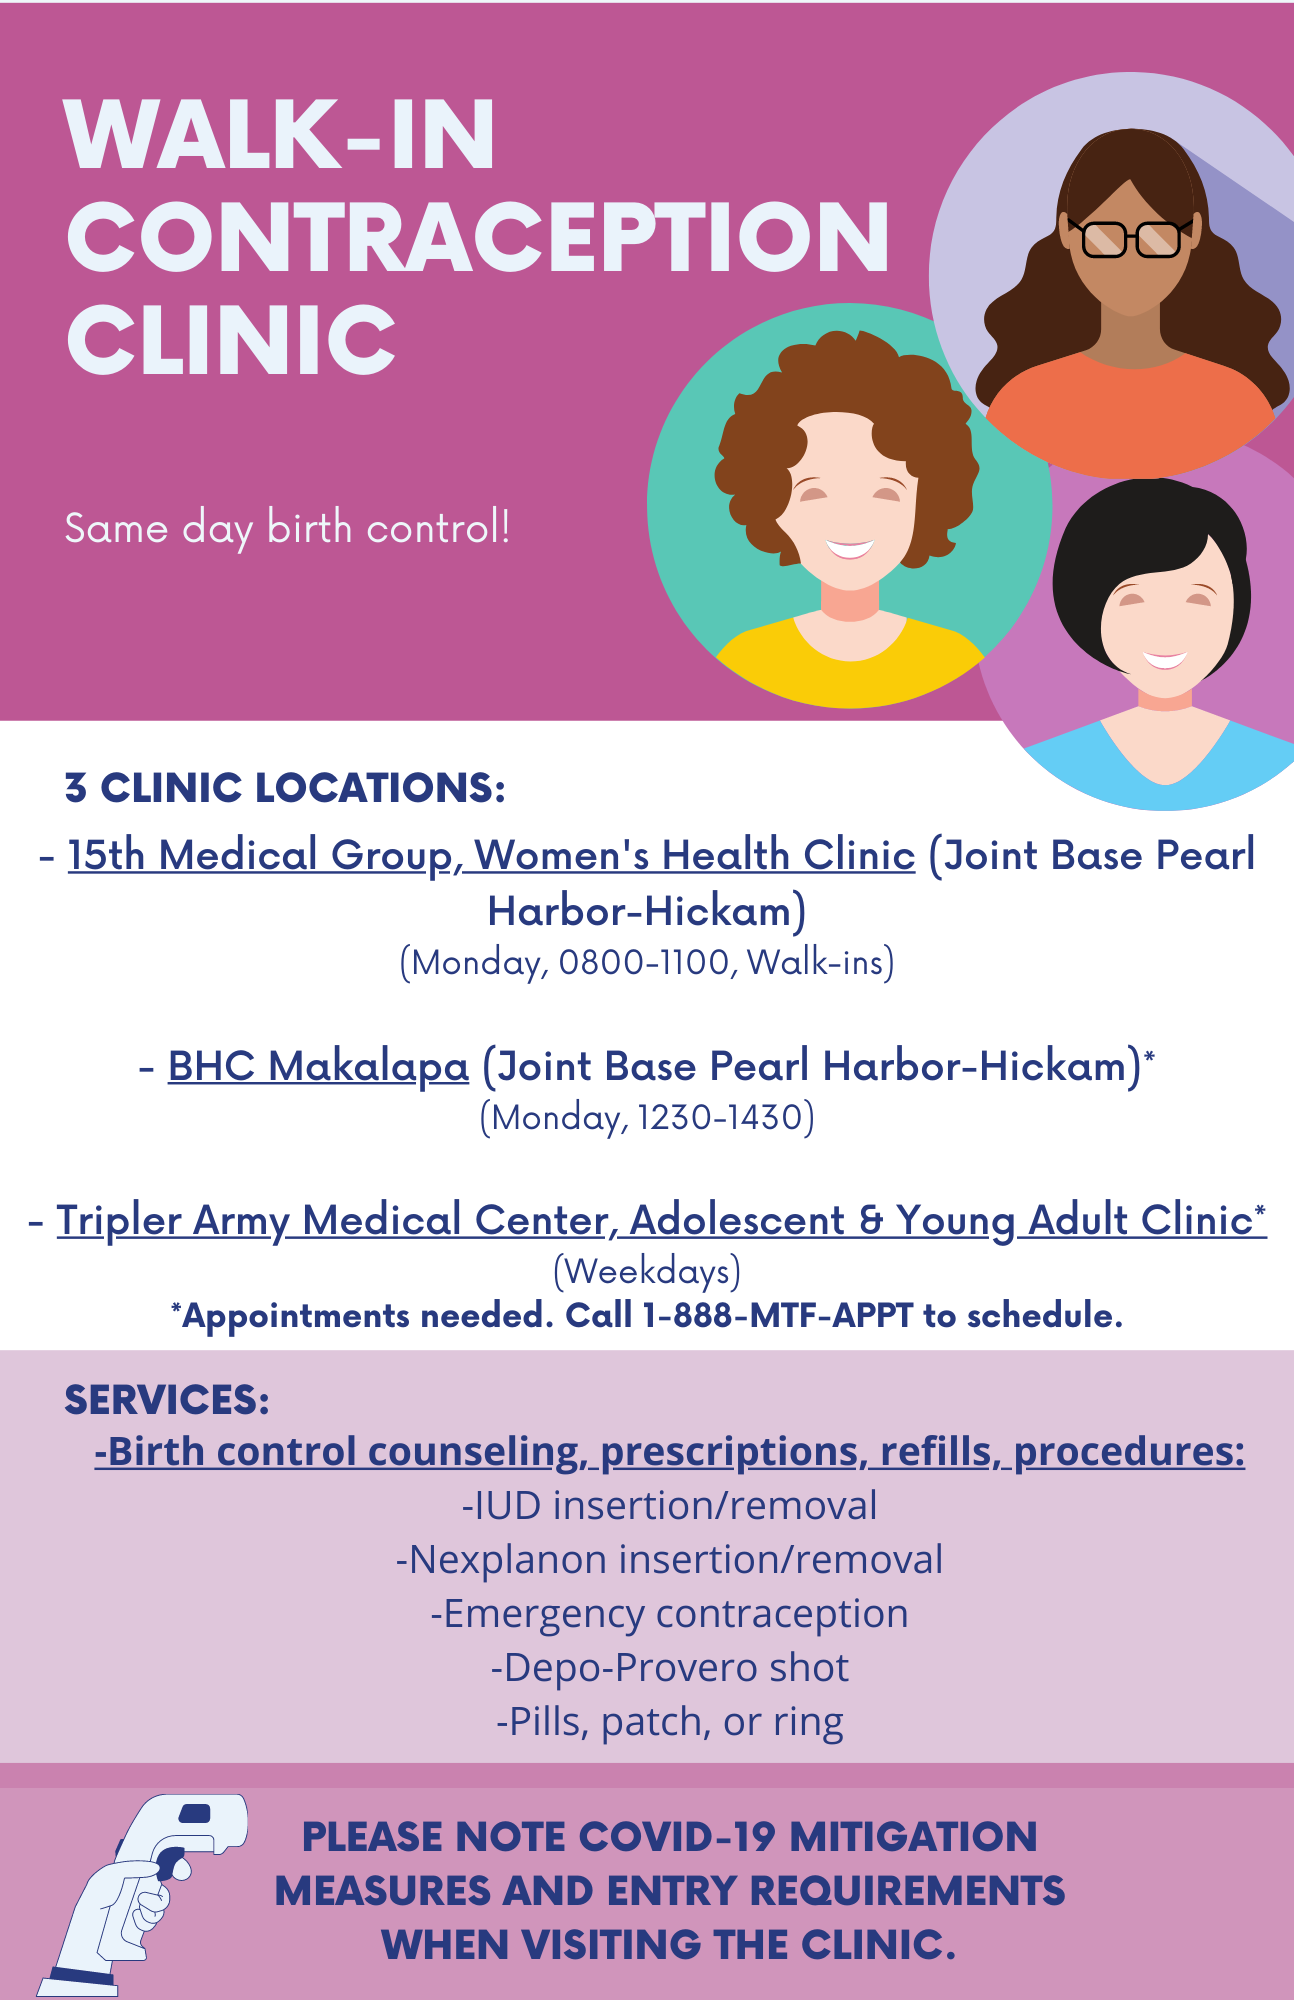 WALK-IN
CONTRACEPTION
CLINIC
Same day birth control!
3 CLINIC LOCATIONS:
- 15th Medical Group, Women's Health Clinic (Joint Base Pearl
Harbor-Hickam)
(Monday, 0800-1100, Walk-ins)
- BHC Makalapa (Joint Base Pearl Harbor-Hickam)*
(Monday, 1230-1430)
- Tripler Army Medical Center, Adolescent & Young Adult Clinic*
(Weekdays)
*Appointments needed. Call 1-888-MTF-APPT to schedule.
SERVICES:
-Birth control counseling, prescriptions, refills, procedures:
-IUD insertion/removal
-Nexplanon insertion/removal
-Emergency contraception
-Depo-Provero shot
-Pills, patch, or ring
PLEASE NOTE COVID-19 MITIGATION
MEASURES AND ENTRY REQUIREMENTS
WHEN VISITING THE CLINIC.